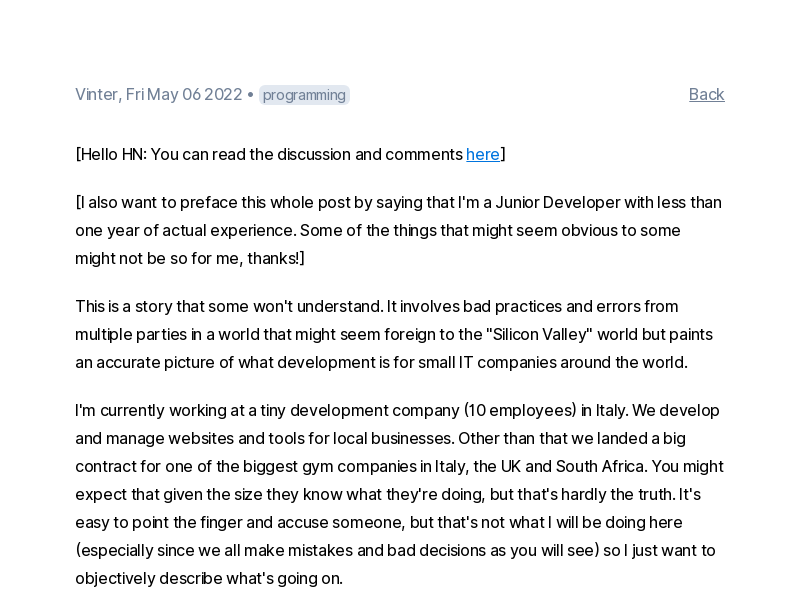 Vinter, Fri May 06 2022 • programming Back
[Hello HN: You can read the discussion and comments here]
[I also want to preface this whole post by saying that I'm a Junior Developer with less than
one year of actual experience. Some of the things that might seem obvious to some
might not be so for me, thanks!]
This is a story that some won't understand. It involves bad practices and errors from
multiple parties in a world that might seem foreign to the "Silicon Valley" world but paints
an accurate picture of what development is for small IT companies around the world.
I'm currently working at a tiny development company (10 employees) in Italy. We develop
and manage websites and tools for local businesses. Other than that we landed a big
contract for one of the biggest gym companies in Italy, the UK and South Africa. You might
expect that given the size they know what they're doing, but that's hardly the truth. It's
easy to point the finger and accuse someone, but that's not what I will be doing here
(especially since we all make mistakes and bad decisions as you will see) so I just want to
objectively describe what's going on.